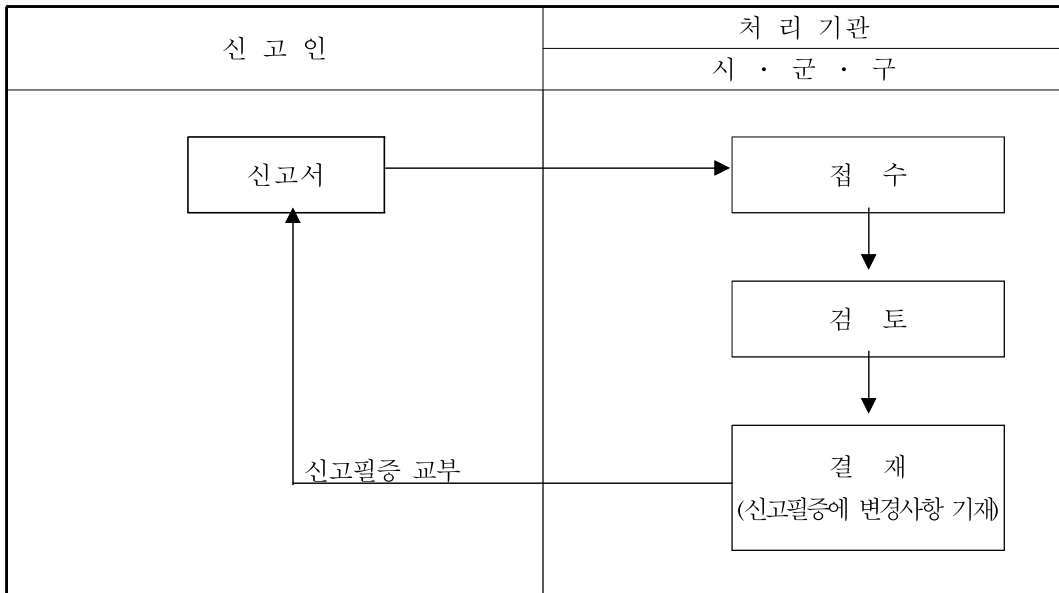 신 고 인
처 리 기관
시 · 군 · 구
신고서
접 수
검 토
결 재
(신고필증에 변경사항 기재)
신고필증 교부